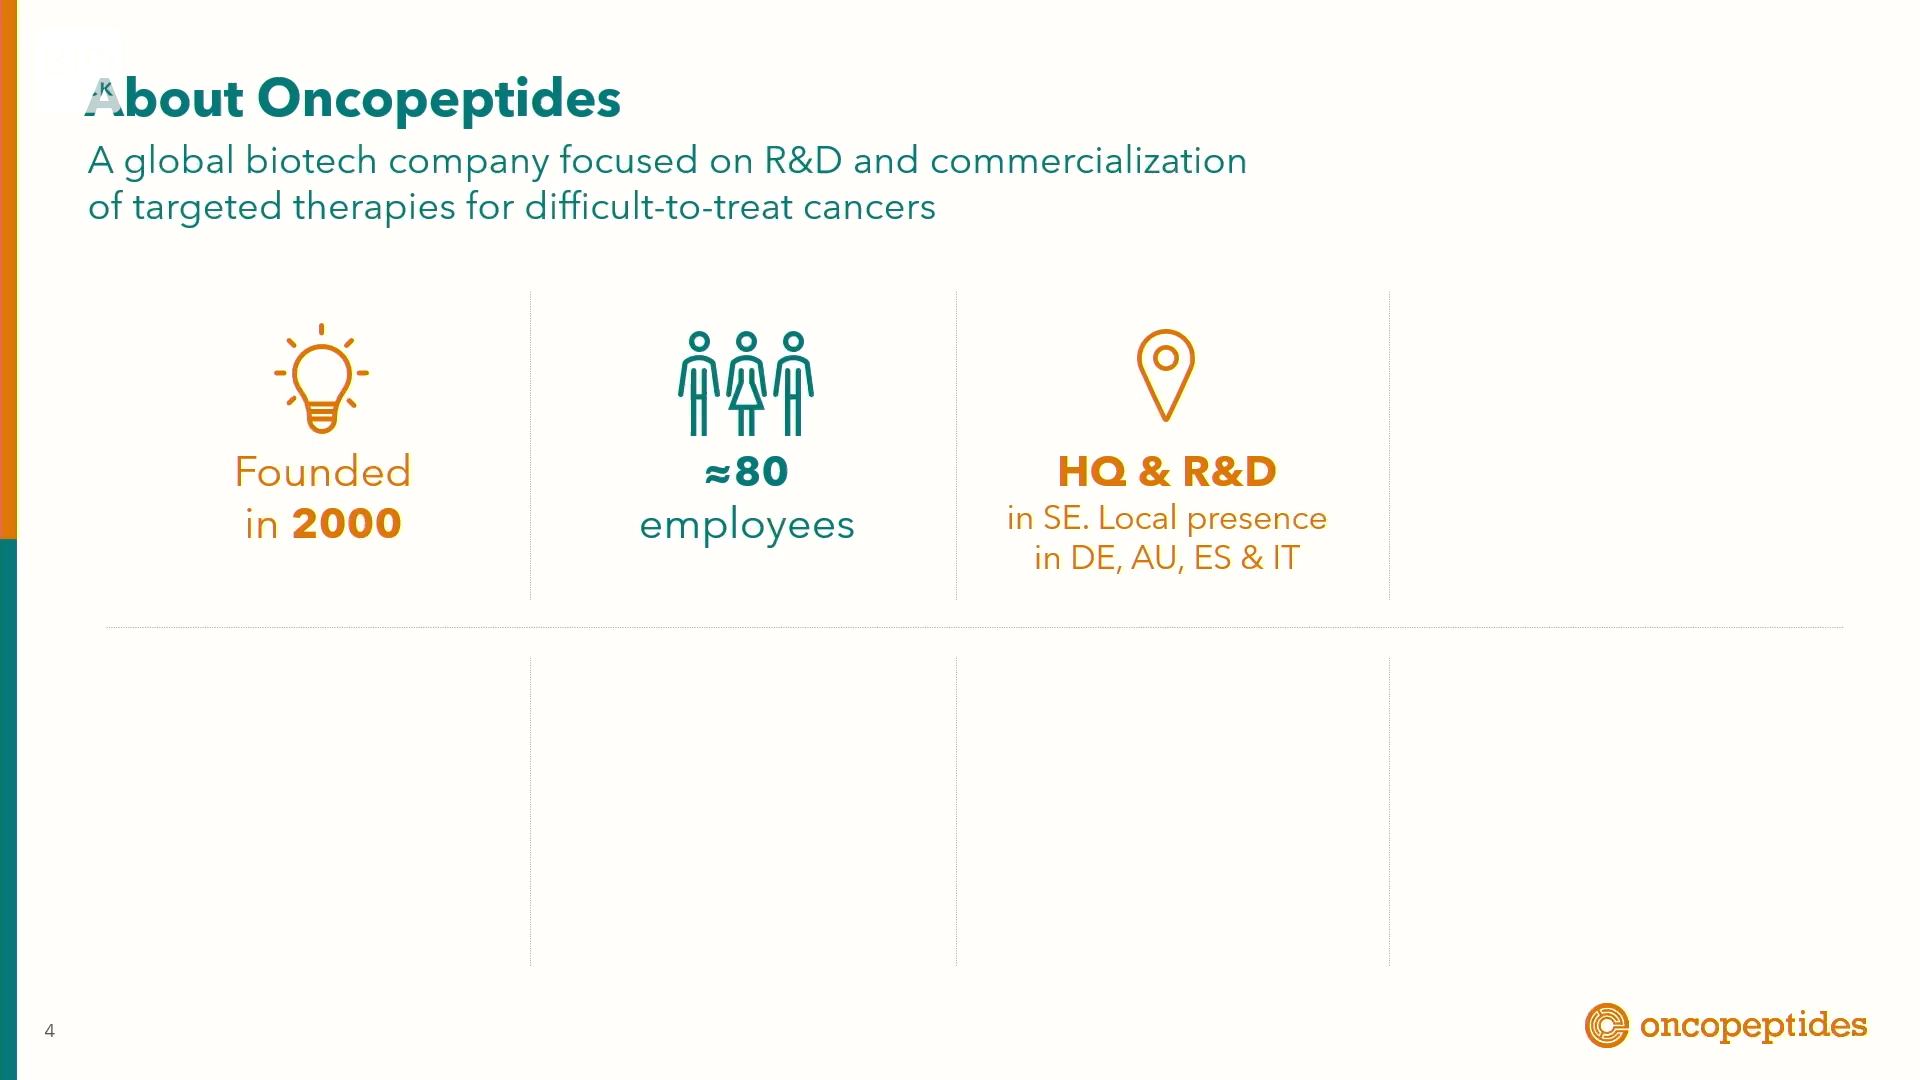 About Oncopeptides
A global biotech company focused on R&D and commercialization
of targeted therapies for difficult-to-treat cancers
Founded
in 2000
≈80
employees
HQ & R&D
in SE. Local presence
in DE, AU, ES & IT
4
oncopeptides